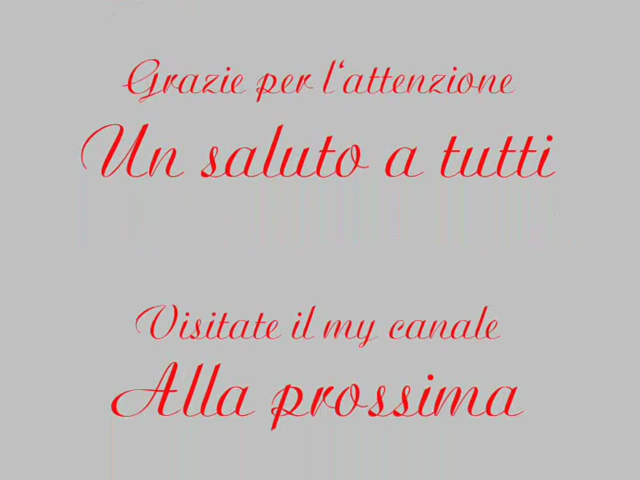 Grazie per l'attenzione
Un saluto a tutti
Visitate il my canale
Alla prossima